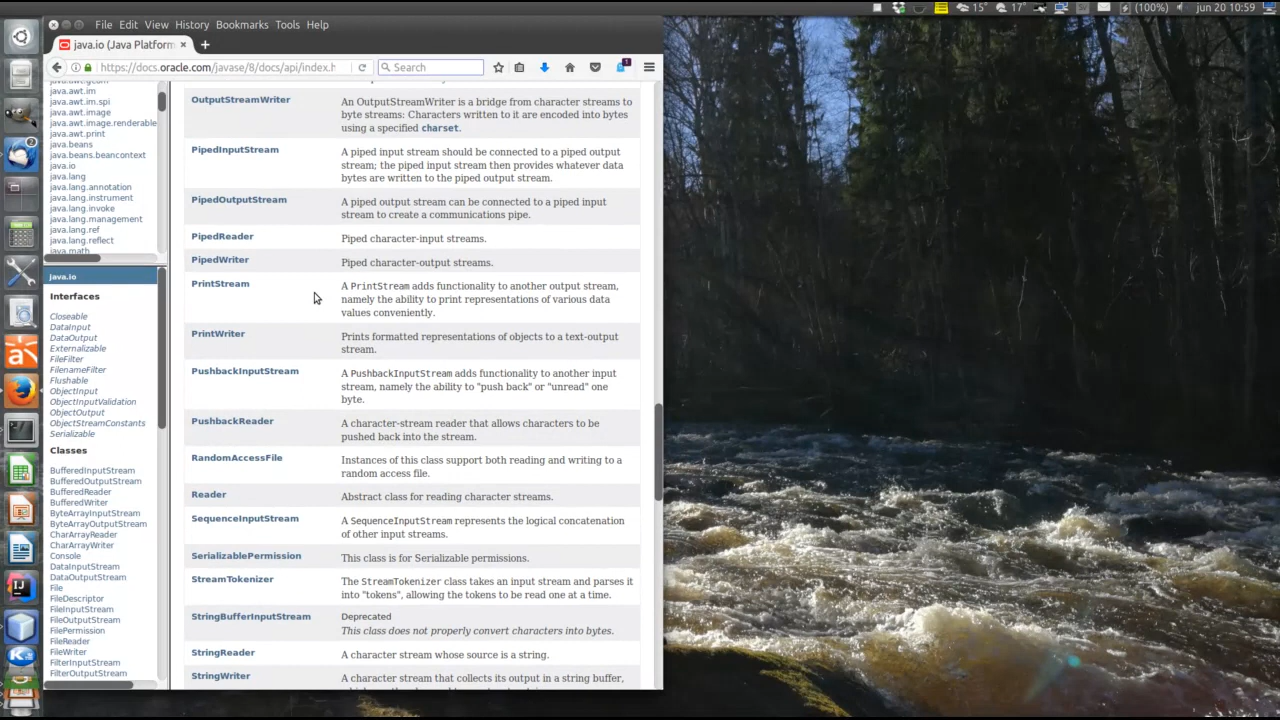 File Edit View History Bookmarks Tools Help
15° 17° (100%) jun 20 10:59
java.io (Java Platform
https://docs.oracle.com/javase/8/docs/api/index.h
Search
1
2
java.awt.im
java.awt.im.spi
java.awt.image
java.awt.image.renderable
java.awt.print
java.beans
java.beans.beancontext
java.io
java.lang
java.lang.annotation
java.lang.instrument
java.lang.invoke
java.lang.management
java.lang.ref
java.lang.reflect
java.math
java.io
Interfaces
Closeable
DataInput
DataOutput
Externalizable
FileFilter
FilenameFilter
Flushable
ObjectInput
ObjectInputValidation
ObjectOutput
ObjectStreamConstants
Serializable
Classes
BufferedInputStream
BufferedOutputStream
BufferedReader
BufferedWriter
ByteArrayInputStream
ByteArrayOutputStream
CharArrayReader
CharArrayWriter
Console
DataInputStream
DataOutputStream
File
FileDescriptor
FileInputStream
FileOutputStream
FilePermission
FileReader
FileWriter
FilterInputStream
FilterOutputStream
OutputStreamWriter An OutputStreamWriter is a bridge from character streams to
byte streams: Characters written to it are encoded into bytes
using a specified charset.
PipedInputStream A piped input stream should be connected to a piped output
stream; the piped input stream then provides whatever data
bytes are written to the piped output stream.
PipedOutputStream A piped output stream can be connected to a piped input
stream to create a communications pipe.
PipedReader Piped character-input streams.
PipedWriter Piped character-output streams.
PrintStream A PrintStream adds functionality to another output stream,
namely the ability to print representations of various data
values conveniently.
PrintWriter Prints formatted representations of objects to a text-output
stream.
PushbackInputStream A PushbackInputStream adds functionality to another input
stream, namely the ability to "push back" or "unread" one
byte.
PushbackReader A character-stream reader that allows characters to be
pushed back into the stream.
RandomAccessFile Instances of this class support both reading and writing to a
random access file.
Reader Abstract class for reading character streams.
SequenceInputStream A SequenceInputStream represents the logical concatenation
of other input streams.
SerializablePermission This class is for Serializable permissions.
StreamTokenizer The StreamTokenizer class takes an input stream and parses it
into "tokens", allowing the tokens to be read one at a time.
StringBufferInputStream Deprecated
This class does not properly convert characters into bytes.
StringReader A character stream whose source is a string.
StringWriter A character stream that collects its output in a string buffer,